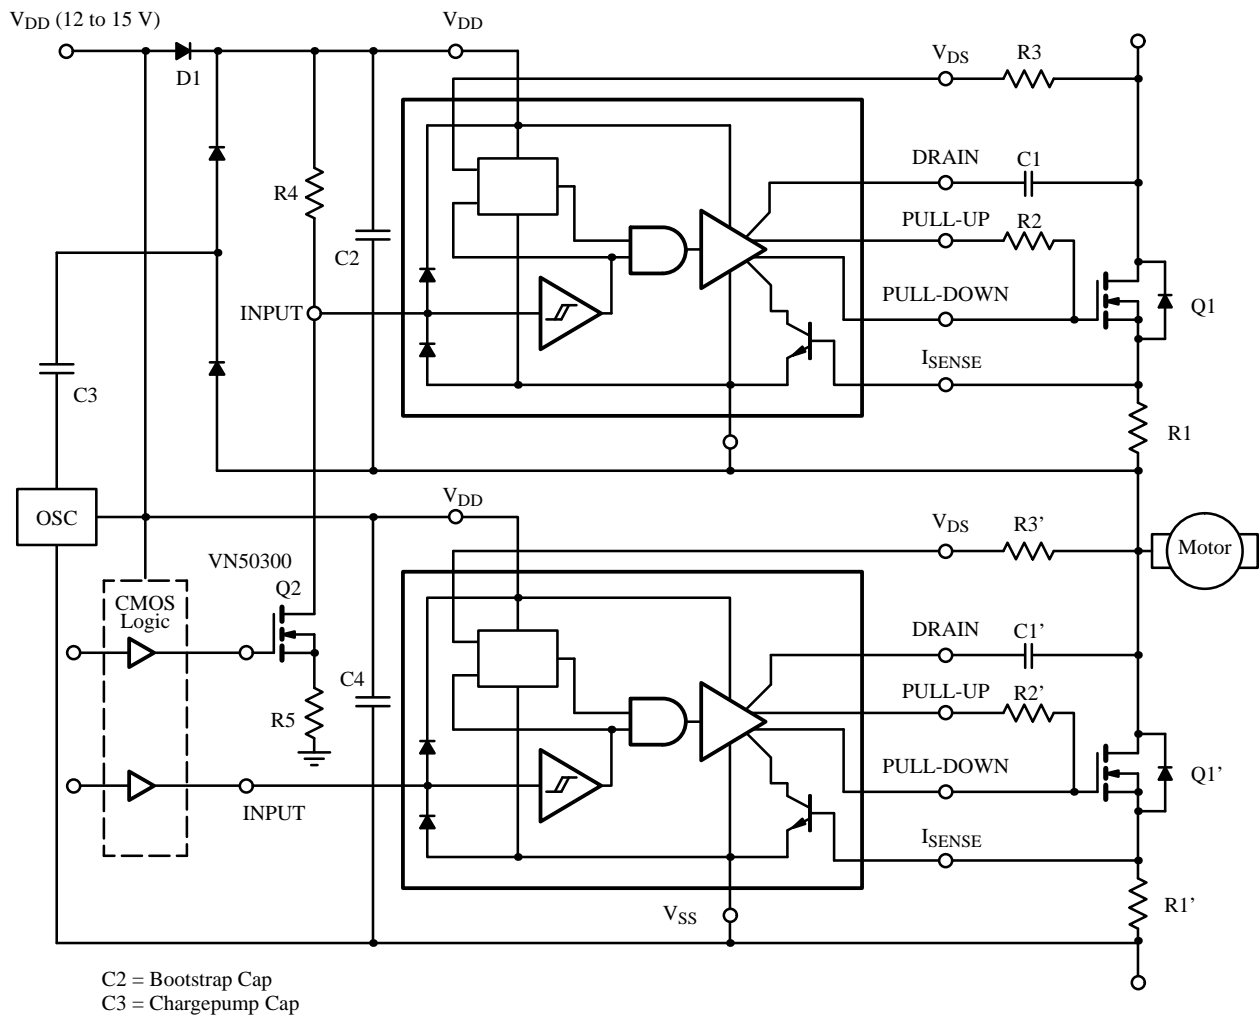 VDD (12 to 15 V)
VDD
VDS
R3
D1
DRAIN
C1
R4
PULL-UP
R2
C2
INPUT
PULL-DOWN
Q1
ISENSE
C3
R1
VDD
OSC
VDS
R3'
Motor
VN50300
Q2
CMOS
Logic
DRAIN
C1'
C4
PULL-UP
R2'
R5
PULL-DOWN
Q1'
INPUT
ISENSE
VSS
R1'
C2 = Bootstrap Cap
C3 = Chargepump Cap